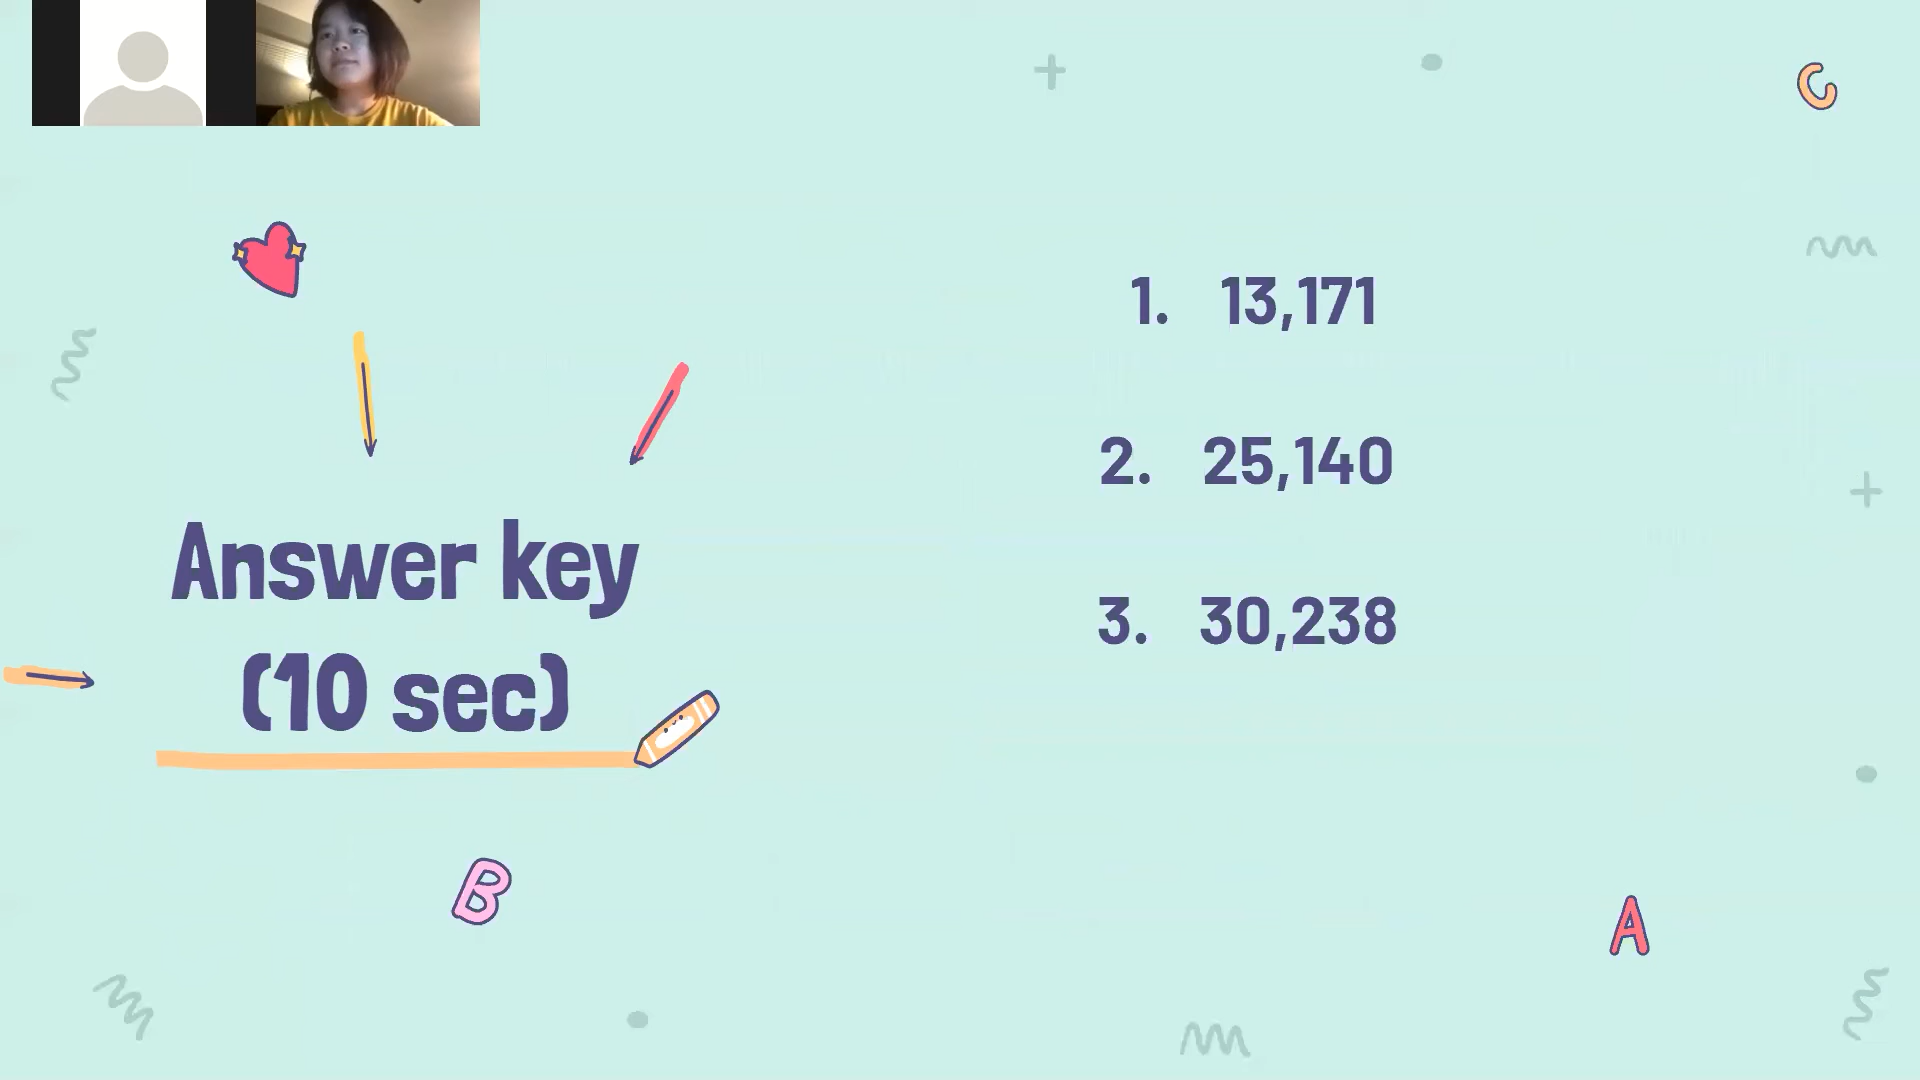 C
1. 13,171
2. 25,140
Answer key
3. 30,238
(10 sec)
B
A